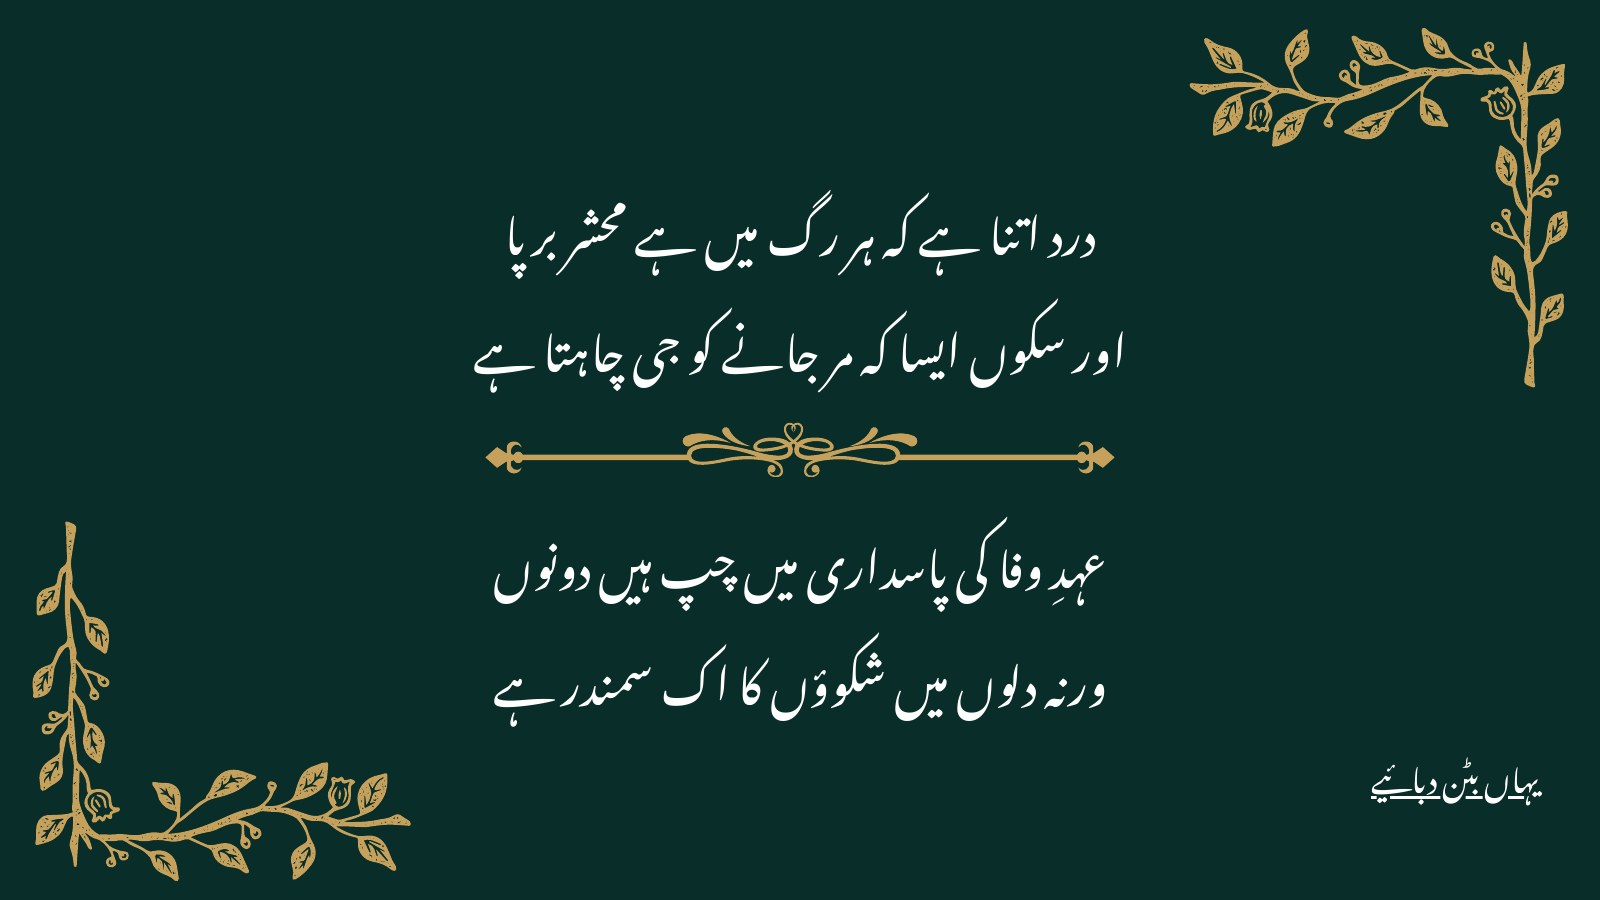 درد اتنا ہے کہ ہر رگ میں ہے محشر برپا
اور سکوں ایسا کہ مر جانے کو جی چاہتا ہے
عہدِ وفا کی پاسداری میں چپ ہیں دونوں
ورنہ دلوں میں شکوؤں کا اک سمندر ہے
یہاں بٹن دبائیے